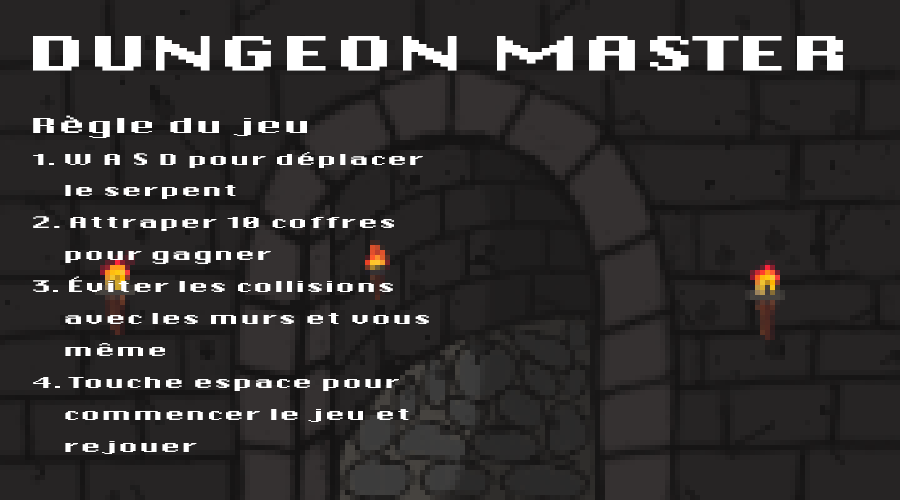 DUNGEON MASTER
Règle du jeu
1. W A S D pour déplacer
le serpent
2. Attraper 10 coffres
pour gagner
3. Éviter les collisions
avec les murs et vous
même
4. Touche espace pour
commencer le jeu et
rejouer